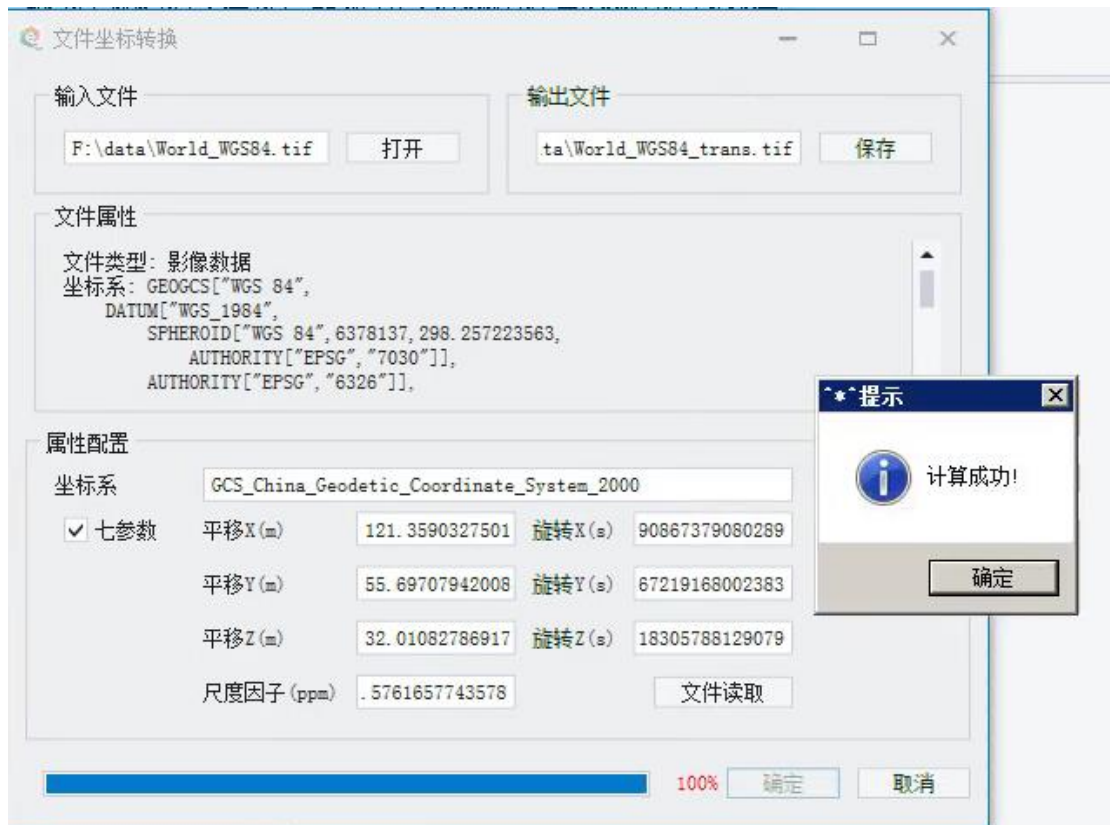 文件坐标转换
输入文件
F:\data\World_WGS84.tif 打开
输出文件
ta\World_WGS84_trans.tif 保存
文件属性
文件类型: 影像数据
坐标系: GEOGCS["WGS 84",
DATUM["WGS_1984",
SPHEROID["WGS 84",6378137,298.257223563,
AUTHORITY["EPSG","7030"]],
AUTHORITY["EPSG","6326"]],
^*^提示
计算成功!
确定
属性配置
坐标系 GCS_China_Geodetic_Coordinate_System_2000
七参数 平移X(m) 121.3590327501 旋转X(s) 90867379080289
平移Y(m) 55.69707942008 旋转Y(s) 67219168002383
平移Z(m) 32.01082786917 旋转Z(s) 18305788129079
尺度因子(ppm) .5761657743578 文件读取
100% 确定 取消